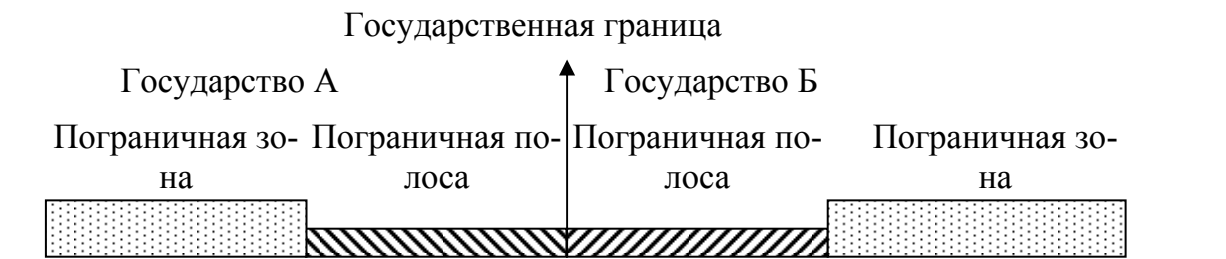 Государственная граница
Государство А Государство Б
Пограничная зо- Пограничная по- Пограничная по- Пограничная зо-
на лоса лоса на